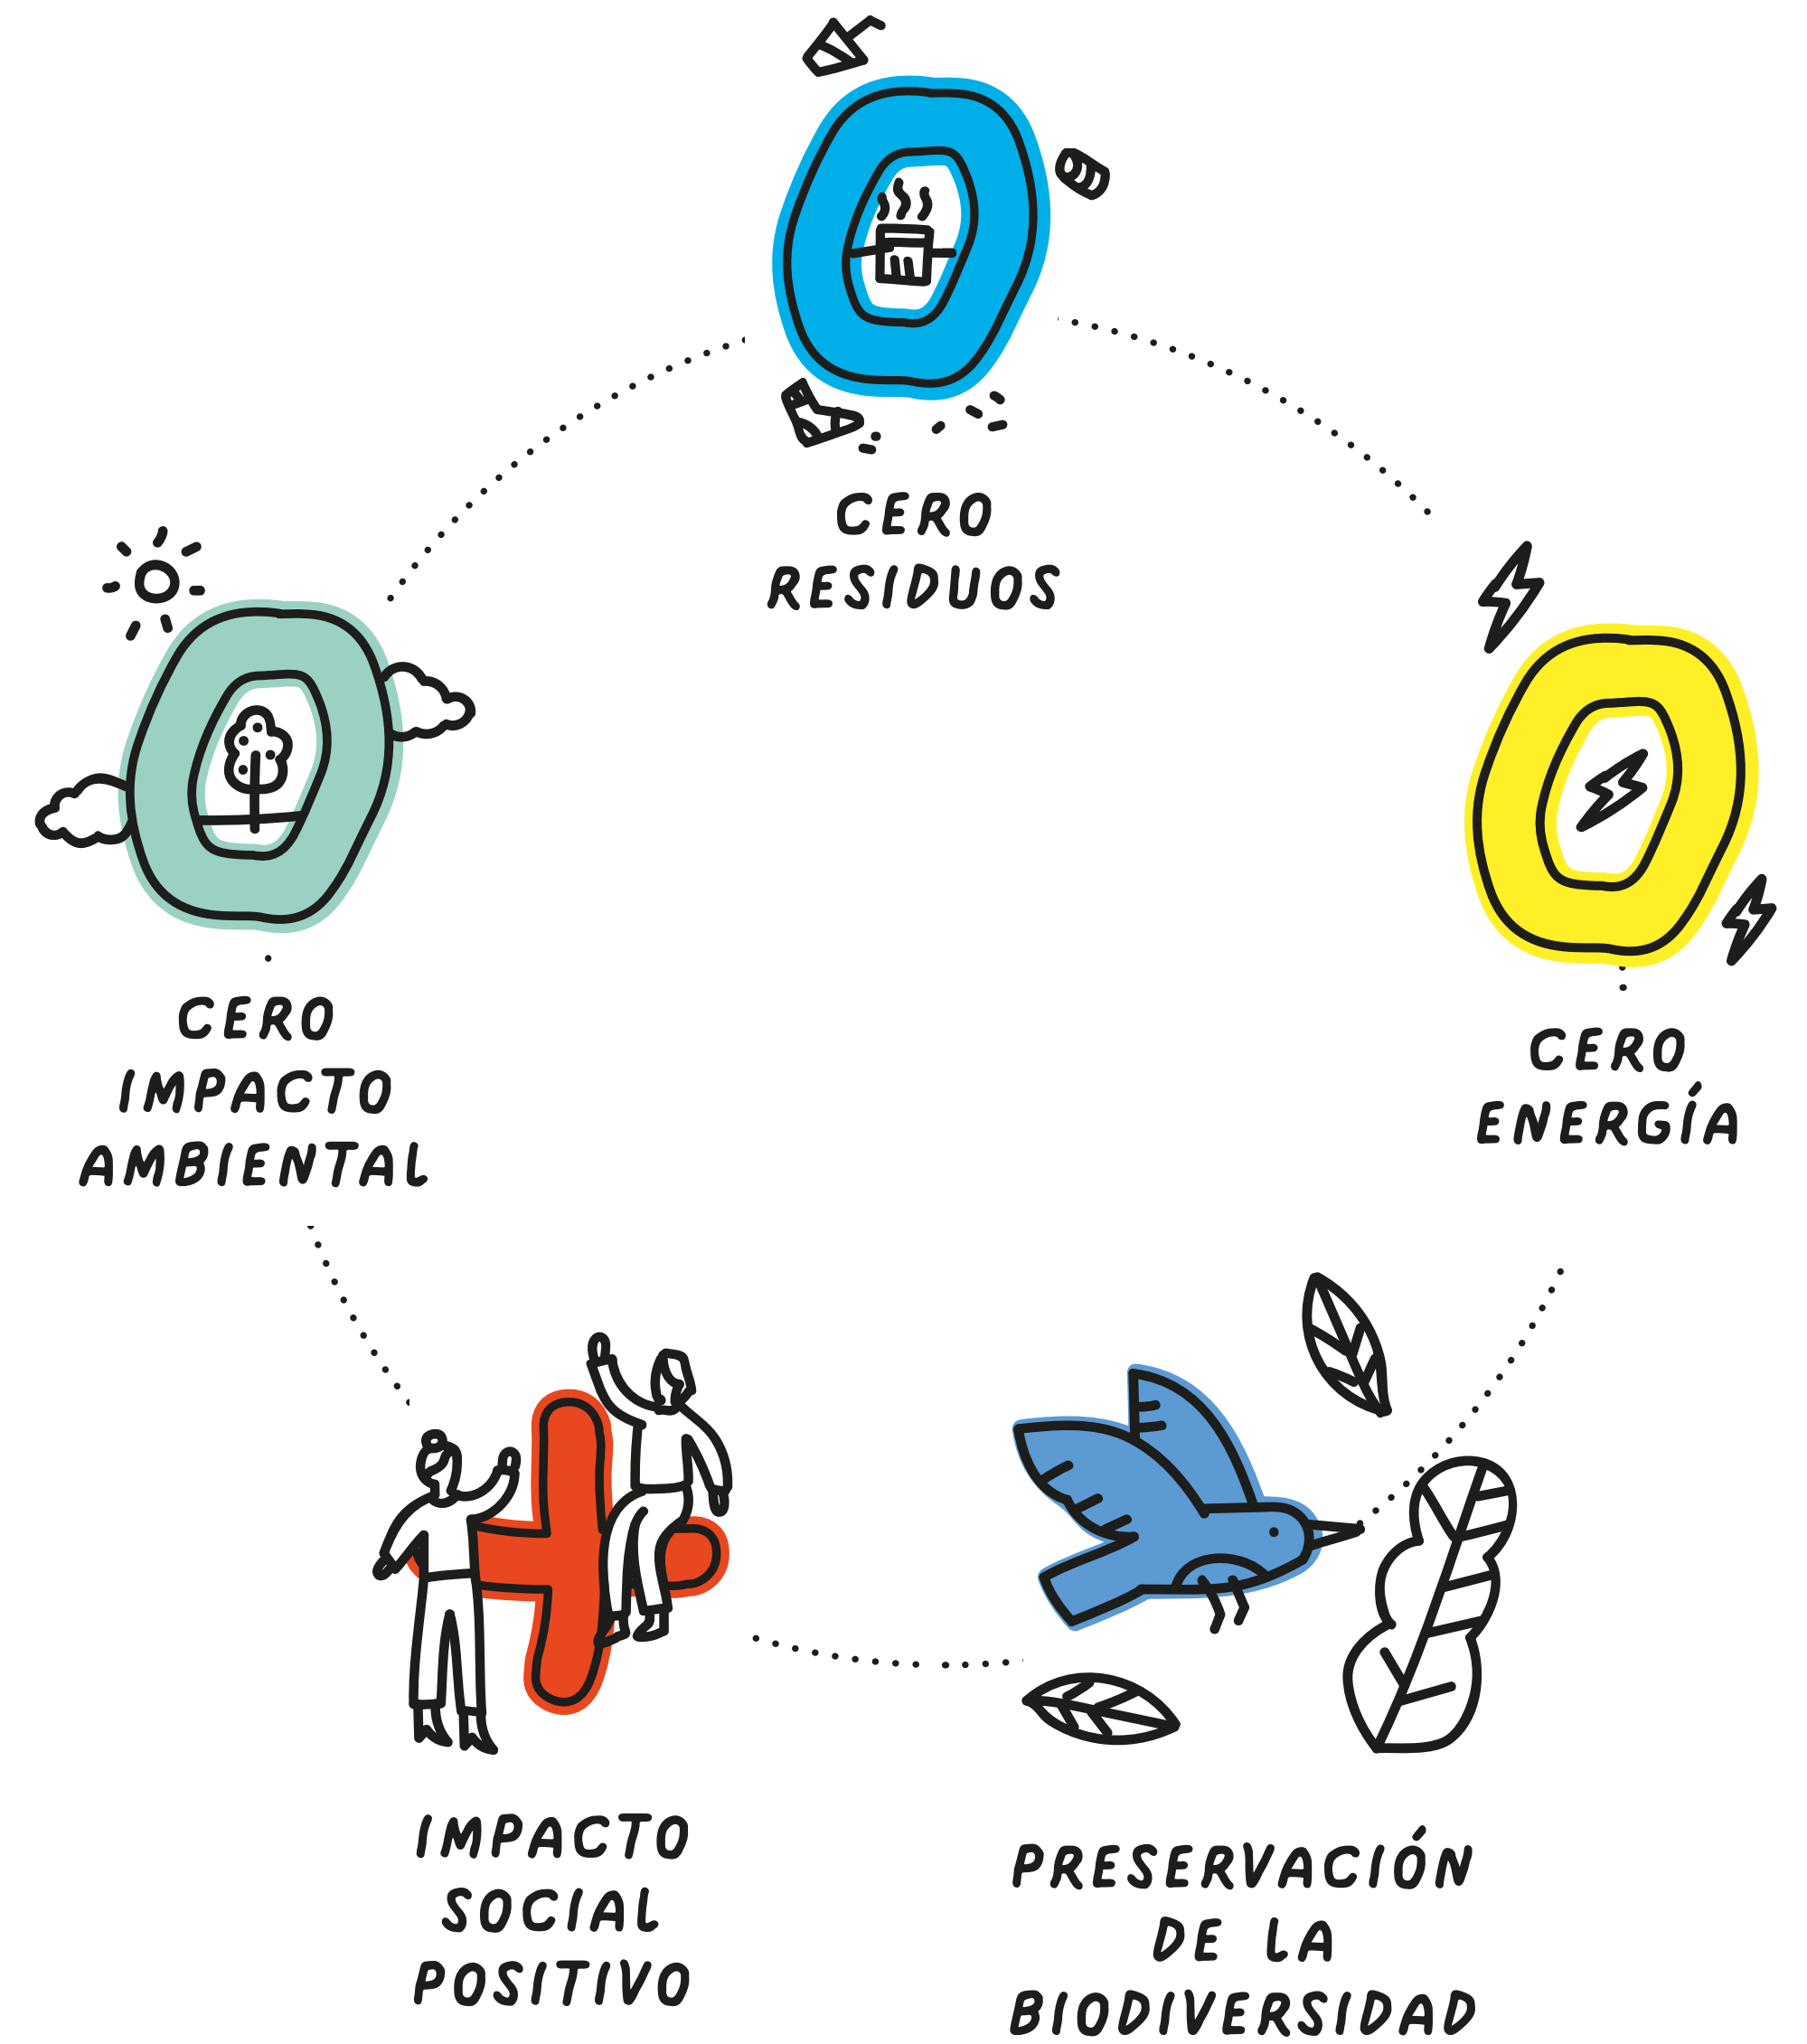 CERO
RESIDUOS
CERO
IMPACTO
AMBIENTAL
CERO
ENERGÍA
IMPACTO
SOCIAL
POSITIVO
PRESERVACIÓN
DE LA
BIODIVERSIDAD